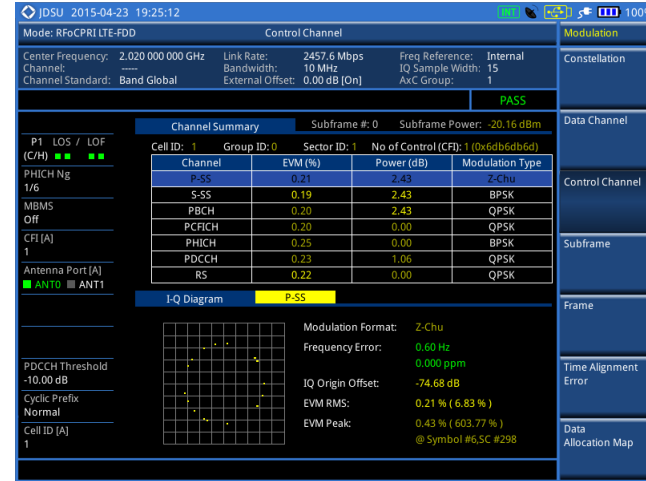 JDSU 2015-04-23 19:25:12 INT 100%
Mode: RFoCPRI LTE-FDD Control Channel Modulation
Center Frequency: 2.020 000 000 GHz Link Rate: 2457.6 Mbps Freq Reference: Internal
Channel: ----- Bandwidth: 10 MHz IQ Sample Width: 15
Channel Standard: Band Global External Offset: 0.00 dB [On] AxC Group: 1
Constellation
PASS
Channel Summary Subframe #: 0 Subframe Power: -20.16 dBm
Data Channel
P1 LOS / LOF
(C/H)
Cell ID: 1 Group ID: 0 Sector ID: 1 No of Control (CFI): 1 (0x6db6db6d)
Channel EVM (%) Power (dB) Modulation Type
P-SS 0.21 2.43 Z-Chu
S-SS 0.19 2.43 BPSK
PBCH 0.20 2.43 QPSK
PCFICH 0.20 0.00 QPSK
PHICH 0.25 0.00 BPSK
PDCCH 0.23 1.06 QPSK
RS 0.22 0.00 QPSK
PHICH Ng
1/6
Control Channel
MBMS
Off
CFI [A]
1
Subframe
Antenna Port [A]
ANT0 ANT1
I-Q Diagram P-SS
Frame
Modulation Format: Z-Chu
Frequency Error: 0.60 Hz
0.000 ppm
IQ Origin Offset: -74.68 dB
EVM RMS: 0.21 % ( 6.83 % )
EVM Peak: 0.43 % ( 603.77 % )
@ Symbol #6,SC #298
PDCCH Threshold
-10.00 dB
Time Alignment
Error
Cyclic Prefix
Normal
Cell ID [A]
1
Data
Allocation Map